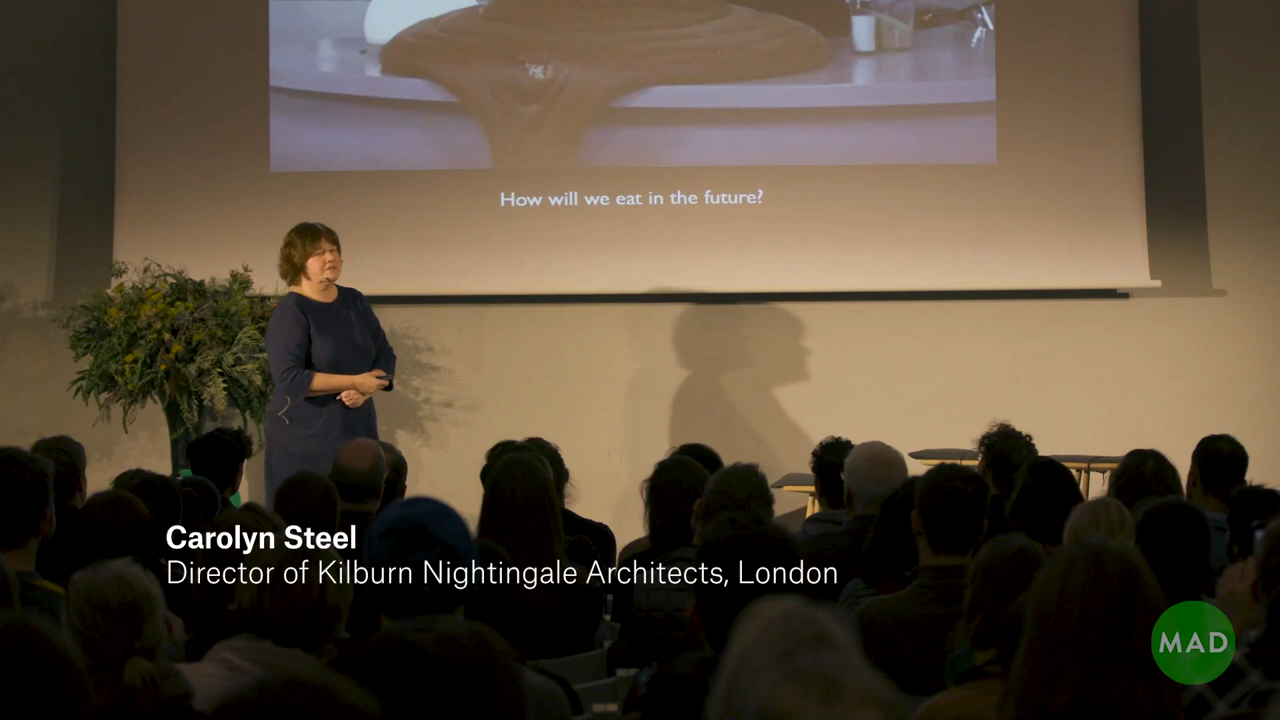 How will we eat in the future?
Carolyn Steel
Director of Kilburn Nightingale Architects, London
MAD